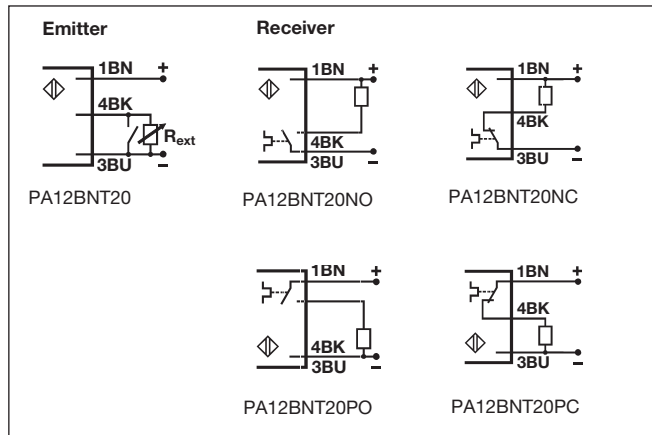 Emitter
Receiver
1BN +
4BK
Rext
3BU –
PA12BNT20
1BN +
4BK
3BU –
PA12BNT20NO
1BN +
4BK
3BU –
PA12BNT20NC
1BN +
4BK
3BU –
PA12BNT20PO
1BN +
4BK
3BU –
PA12BNT20PC